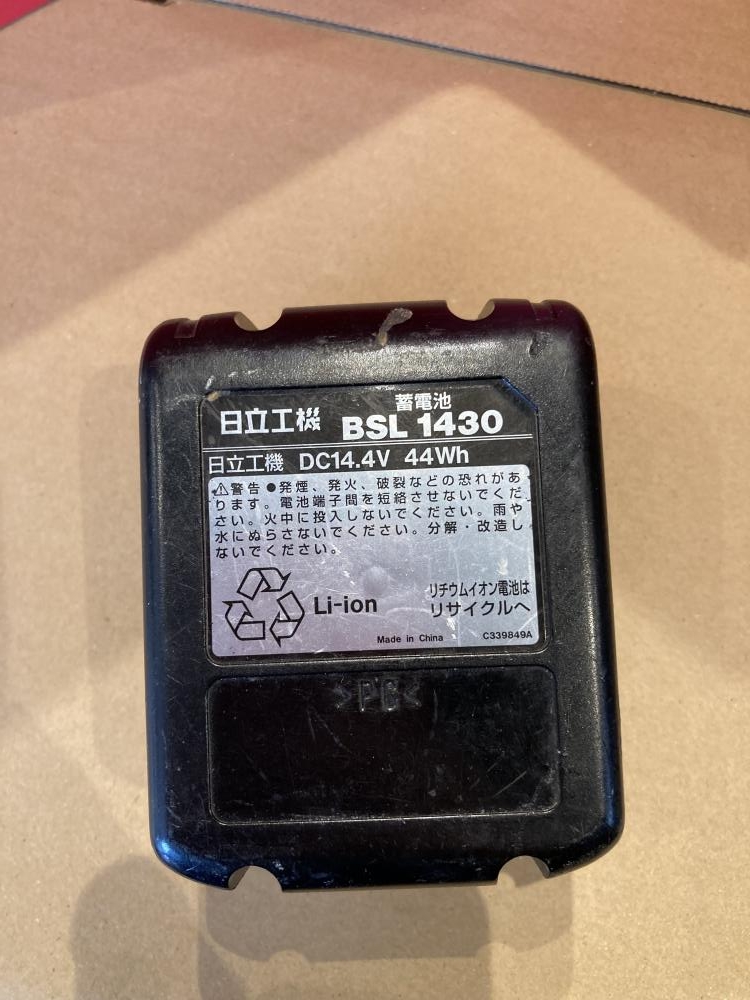 蓄電池
日立工機 BSL 1430
日立工機 DC14.4V 44Wh
⚠警告 ●発煙、発火、破裂などの恐れがあ
ります。電池端子間を短絡させないでくだ
さい。火中に投入しないでください。雨や
水にぬらさないでください。分解・改造し
ないでください。
Li-ion
リチウムイオン電池は
リサイクルへ
Made in China
C339849A
>PC<